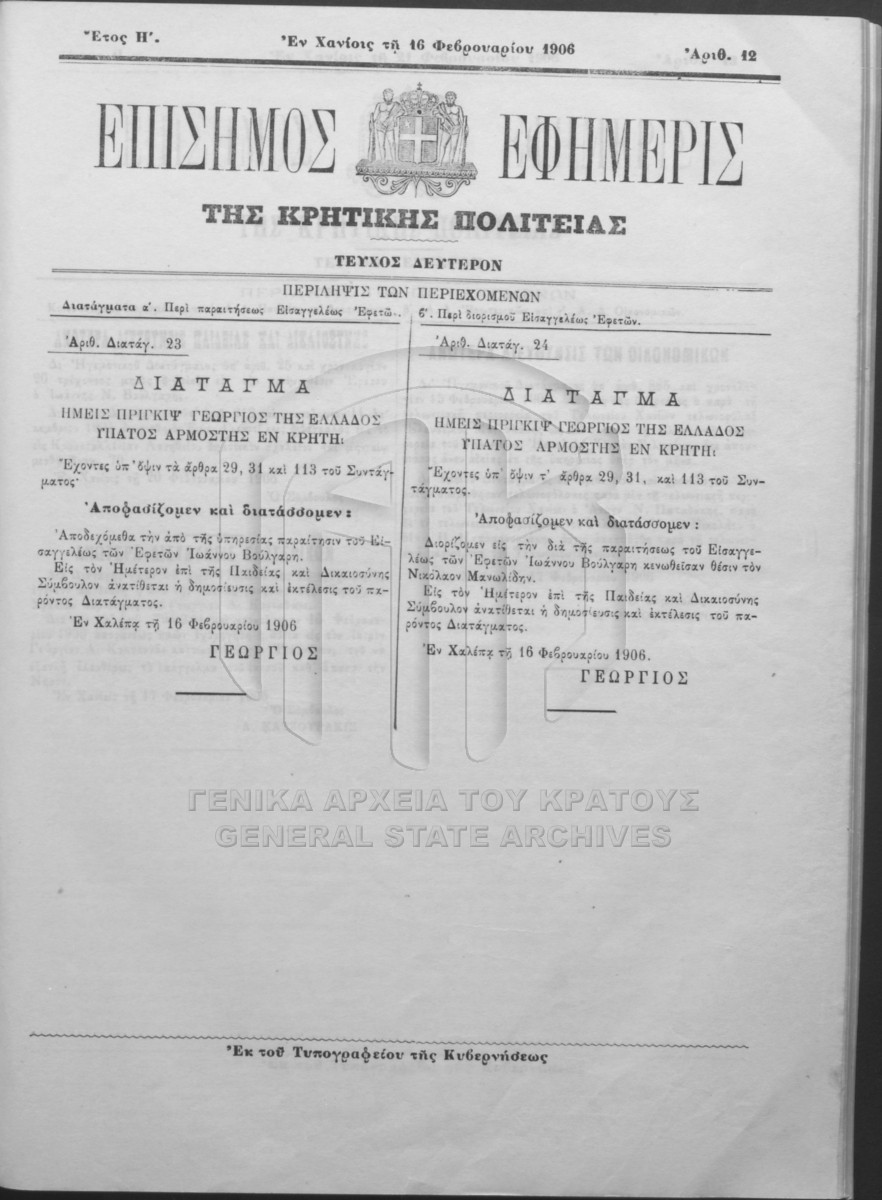 Ἔτος Η'.
Ἐν Χανίοις τῇ 16 Φεβρουαρίου 1906
Ἀριθ. 12
ΕΠΙΣΗΜΟΣ ΕΦΗΜΕΡΙΣ
ΤΗΣ ΚΡΗΤΙΚΗΣ ΠΟΛΙΤΕΙΑΣ
ΤΕΥΧΟΣ ΔΕΥΤΕΡΟΝ
ΠΕΡΙΛΗΨΙΣ ΤΩΝ ΠΕΡΙΕΧΟΜΕΝΩΝ
Διατάγματα α'. Περὶ παραιτήσεως Εἰσαγγελέως Ἐφετῶν.
β'. Περὶ διορισμοῦ Εἰσαγγελέως Ἐφετῶν.
Ἀριθ. Διατάγ. 23
ΔΙΑΤΑΓΜΑ
ΗΜΕΙΣ ΠΡΙΓΚΙΨ ΓΕΩΡΓΙΟΣ ΤΗΣ ΕΛΛΑΔΟΣ
ΥΠΑΤΟΣ ΑΡΜΟΣΤΗΣ ΕΝ ΚΡΗΤΗ:
Ἔχοντες ὑπ' ὄψιν τὰ ἄρθρα 29, 31 καὶ 113 τοῦ Συντάγ-
ματος·
Ἀποφασίζομεν καὶ διατάσσομεν:
Ἀποδεχόμεθα τὴν ἀπὸ τῆς ὑπηρεσίας παραίτησιν τοῦ Εἰ-
σαγγελέως τῶν Ἐφετῶν Ἰωάννου Βούλγαρη.
Εἰς τὸν Ἡμέτερον ἐπὶ τῆς Παιδείας καὶ Δικαιοσύνης
Σύμβουλον ἀνατίθεται ἡ δημοσίευσις καὶ ἐκτέλεσις τοῦ πα-
ρόντος Διατάγματος.
Ἐν Χαλέπᾳ τῇ 16 Φεβρουαρίου 1906
ΓΕΩΡΓΙΟΣ
Ἀριθ. Διατάγ. 24
ΔΙΑΤΑΓΜΑ
ΗΜΕΙΣ ΠΡΙΓΚΙΨ ΓΕΩΡΓΙΟΣ ΤΗΣ ΕΛΛΑΔΟΣ
ΥΠΑΤΟΣ ΑΡΜΟΣΤΗΣ ΕΝ ΚΡΗΤΗ:
Ἔχοντες ὑπ' ὄψιν τ' ἄρθρα 29, 31, καὶ 113 τοῦ Συν-
τάγματος.
Ἀποφασίζομεν καὶ διατάσσομεν:
Διορίζομεν εἰς τὴν διὰ τῆς παραιτήσεως τοῦ Εἰσαγγε-
λέως τῶν Ἐφετῶν Ἰωάννου Βούλγαρη κενωθεῖσαν θέσιν τὸν
Νικόλαον Μανωλίδην.
Εἰς τὸν Ἡμέτερον ἐπὶ τῆς Παιδείας καὶ Δικαιοσύνης
Σύμβουλον ἀνατίθεται ἡ δημοσίευσις καὶ ἐκτέλεσις τοῦ πα-
ρόντος Διατάγματος.
Ἐν Χαλέπᾳ τῇ 16 Φεβρουαρίου 1906.
ΓΕΩΡΓΙΟΣ
ΓΕΝΙΚΑ ΑΡΧΕΙΑ ΤΟΥ ΚΡΑΤΟΥΣ
GENERAL STATE ARCHIVES
Ἐκ τοῦ Τυπογραφείου τῆς Κυβερνήσεως